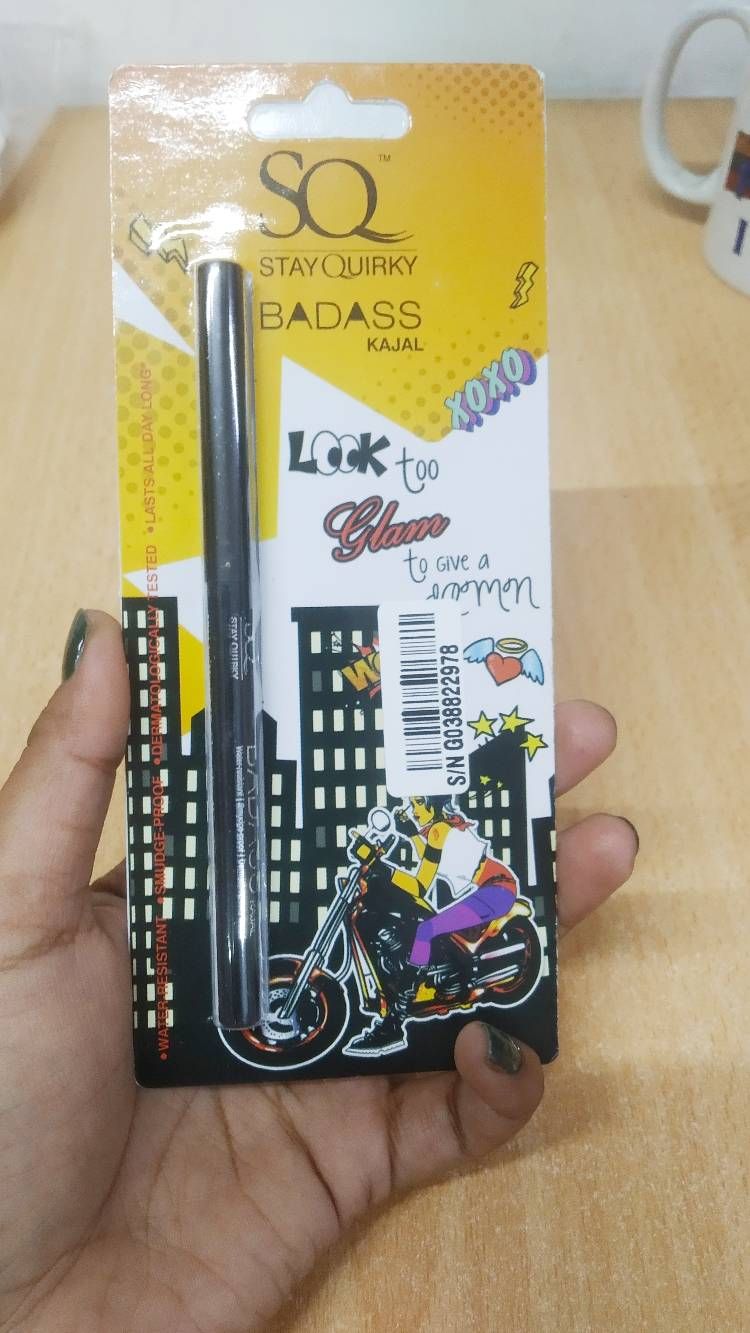 SQ™
STAY QUIRKY
BADASS
KAJAL
XOXO
LOOK too
Glam
to GIVE a
S/N G038822978
•WATER-RESISTANT •SMUDGE-PROOF •DERMATOLOGICALLY TESTED •LASTS ALL DAY LONG*
STAY QUIRKY